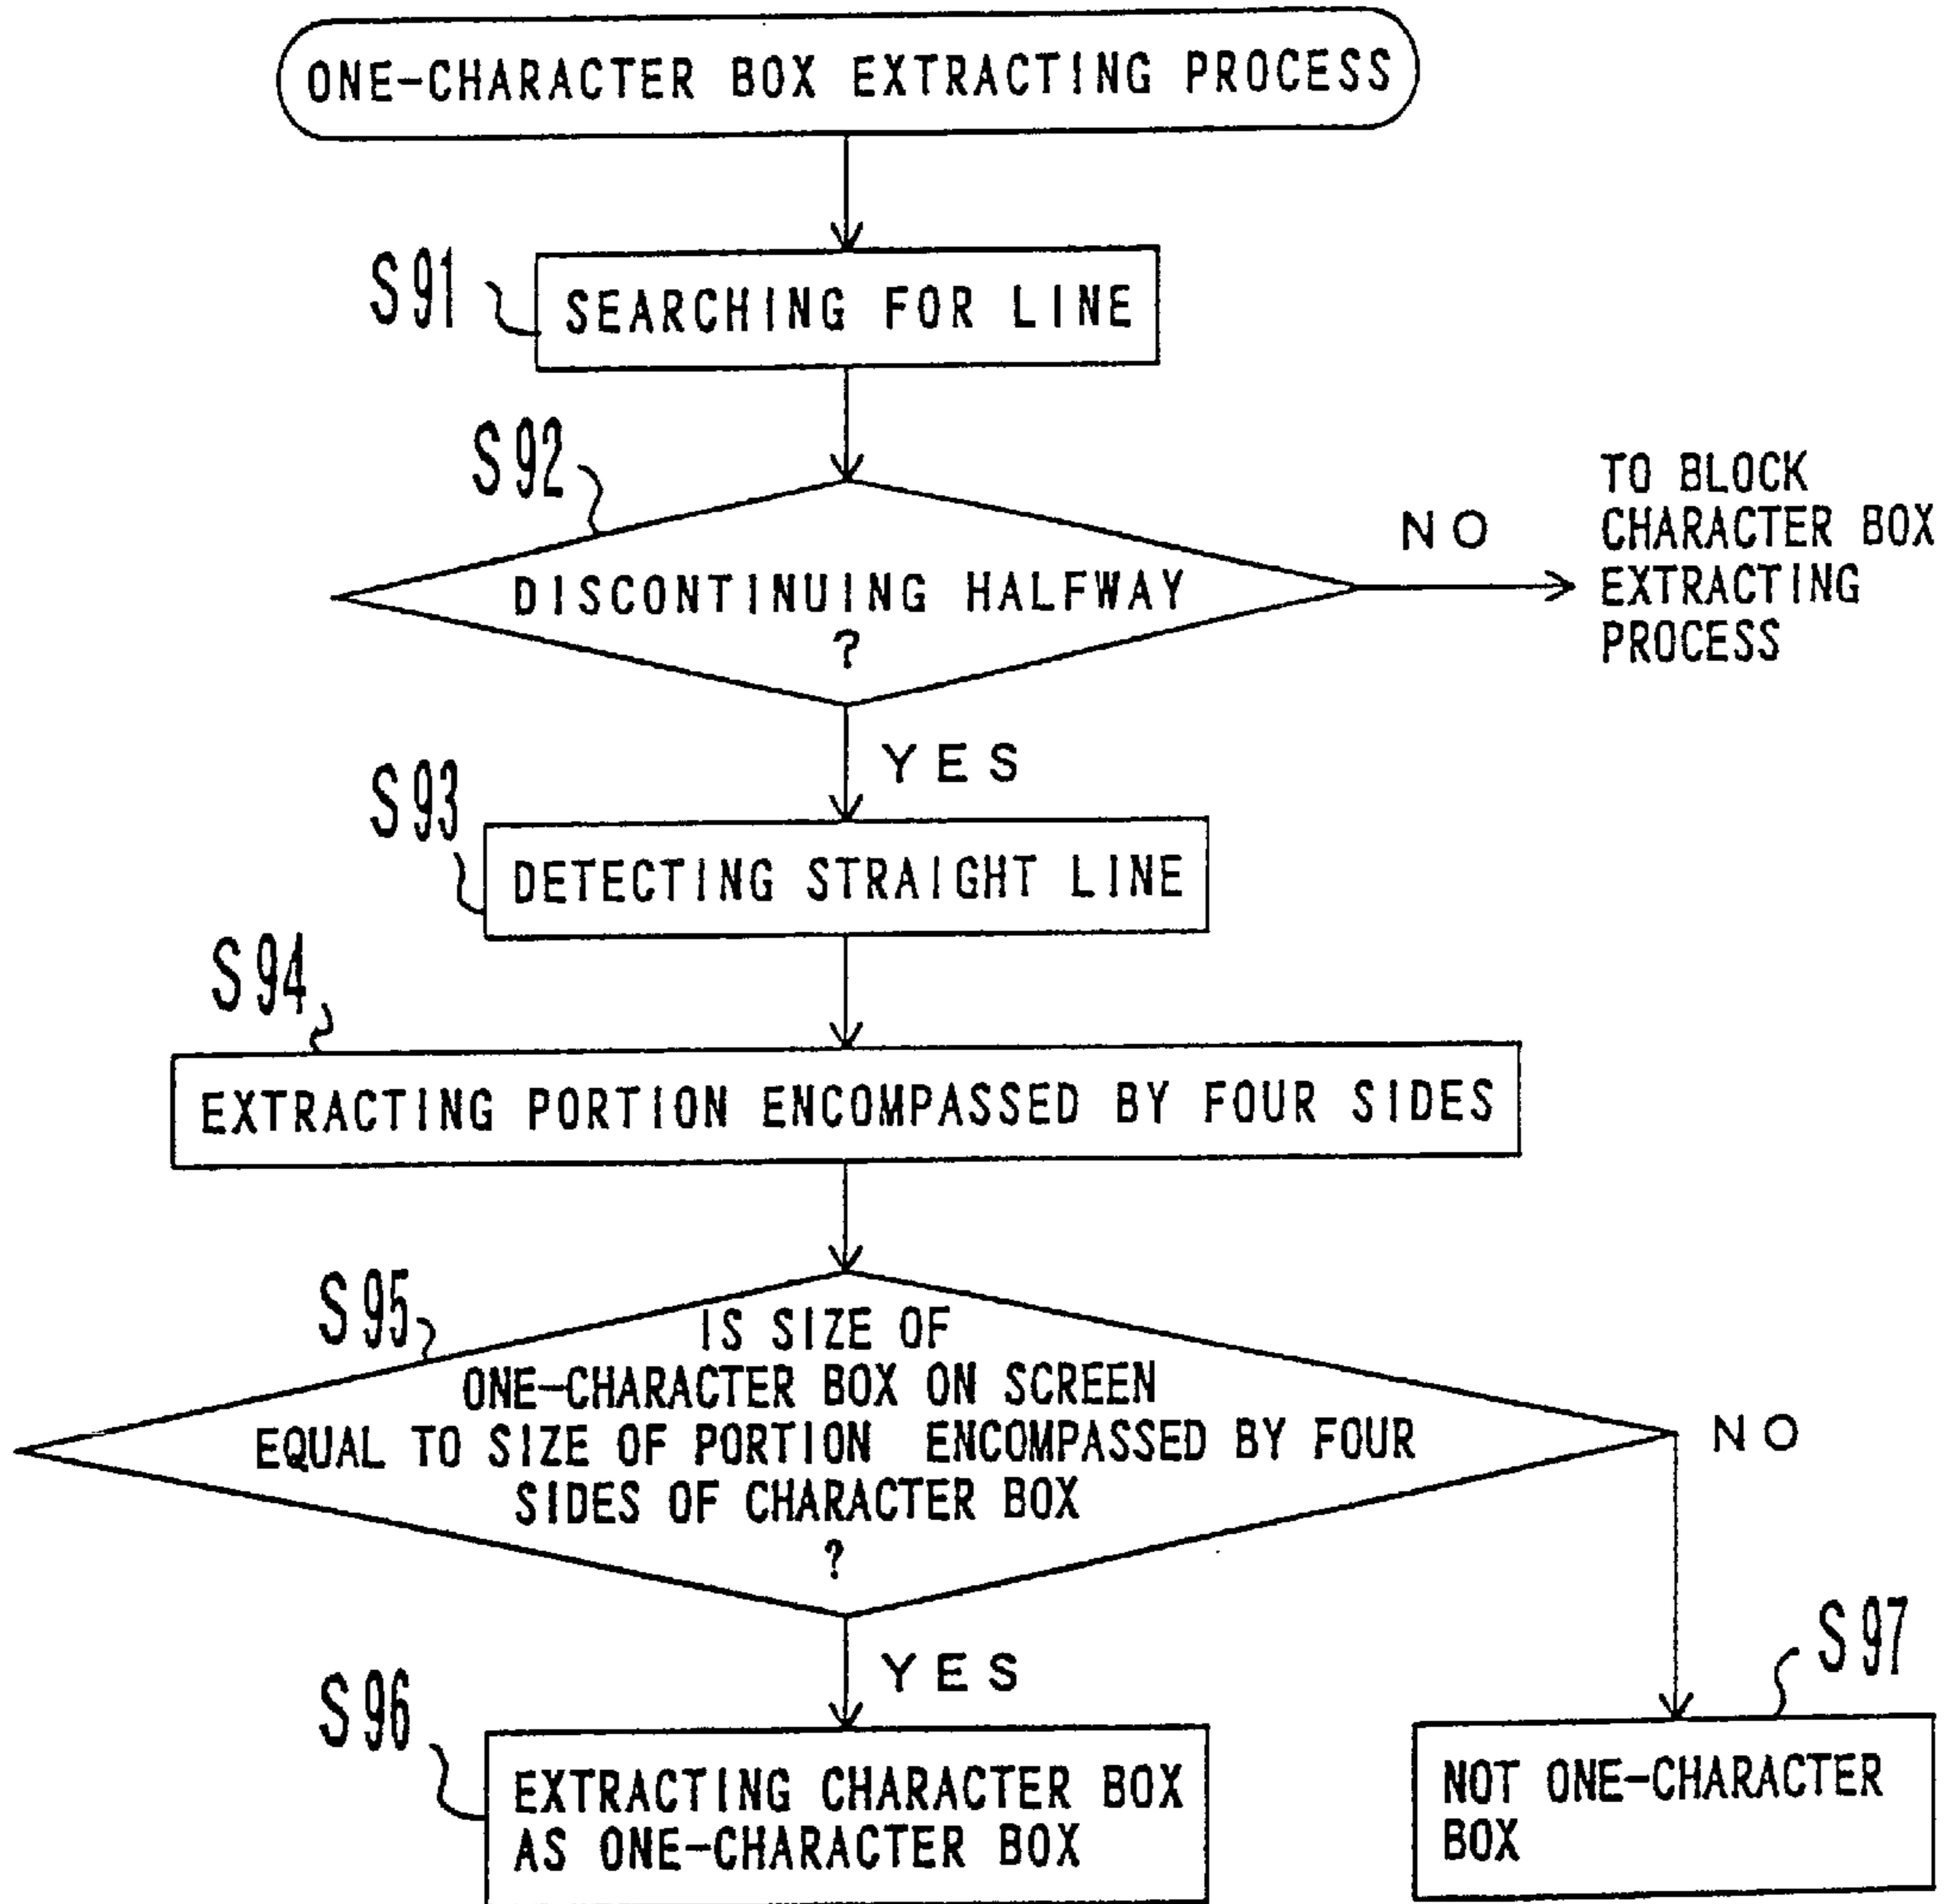 ONE-CHARACTER BOX EXTRACTING PROCESS
S91
SEARCHING FOR LINE
S92
DISCONTINUING HALFWAY
?
NO
TO BLOCK
CHARACTER BOX
EXTRACTING
PROCESS
YES
S93
DETECTING STRAIGHT LINE
S94
EXTRACTING PORTION ENCOMPASSED BY FOUR SIDES
S95
IS SIZE OF
ONE-CHARACTER BOX ON SCREEN
EQUAL TO SIZE OF PORTION ENCOMPASSED BY FOUR
SIDES OF CHARACTER BOX
?
NO
YES
S96
EXTRACTING CHARACTER BOX
AS ONE-CHARACTER BOX
S97
NOT ONE-CHARACTER
BOX